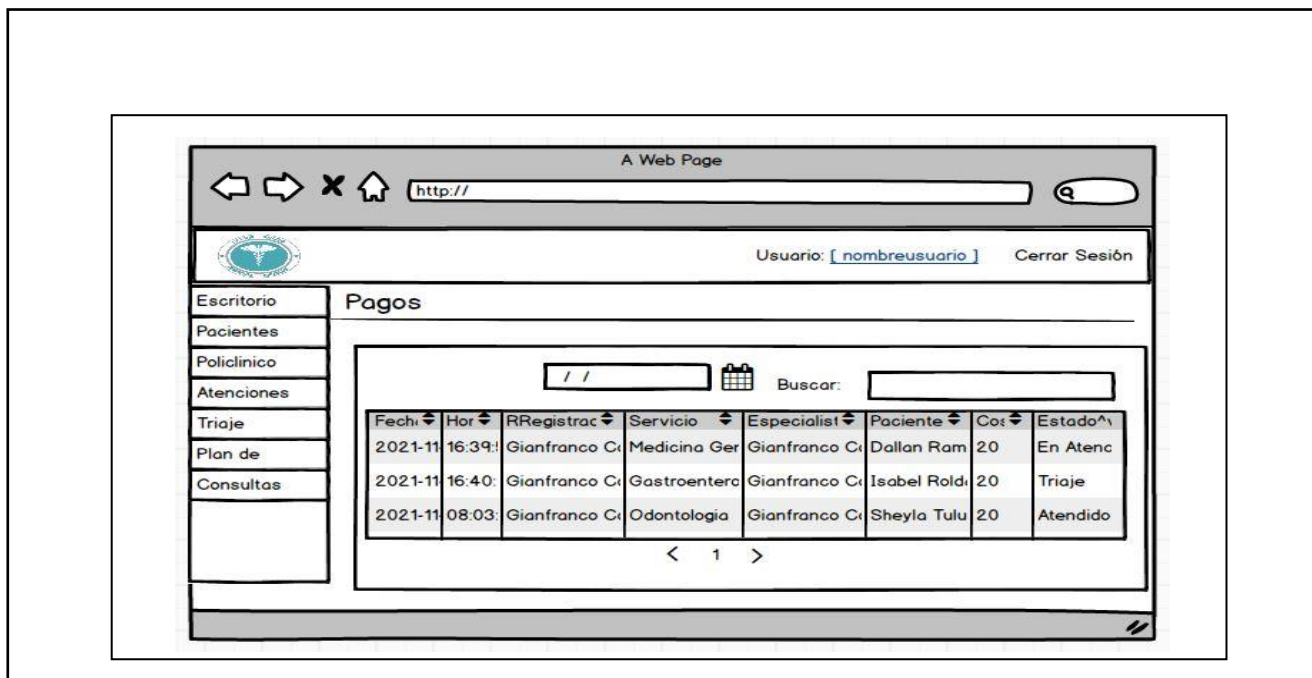 A Web Page
http://
Usuario: [ nombreusuario ] Cerrar Sesión
Escritorio
Pagos
Pacientes
Policlinico
Atenciones
Triaje
Plan de
Consultas
/ /
Buscar:
Fech Hor RRegistrac Servicio Especialist Paciente Cos Estado^v
2021-11 16:39: Gianfranco Co Medicina Ger Gianfranco C Dallan Ram 20 En Atenc
2021-11 16:40: Gianfranco Co Gastroentero Gianfranco C Isabel Rold 20 Triaje
2021-11 08:03: Gianfranco Co Odontologia Gianfranco C Sheyla Tulu 20 Atendido
< 1 >